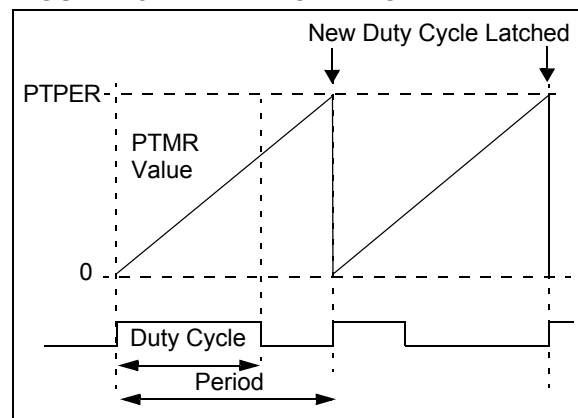 New Duty Cycle Latched
PTPER
PTMR
Value
0
Duty Cycle
Period